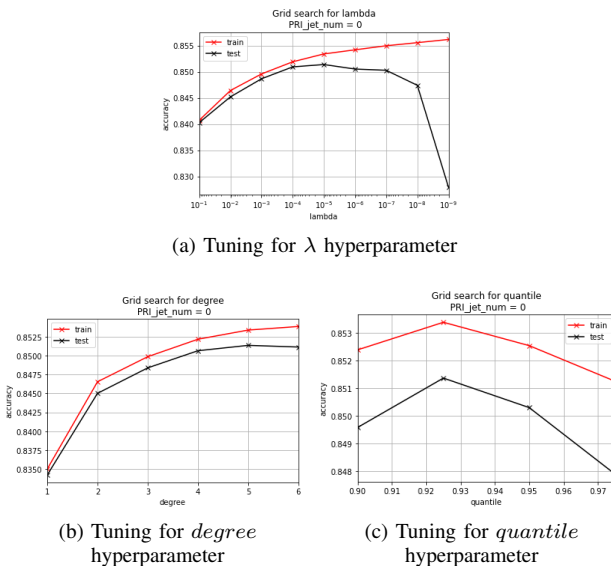 Grid search for lambda
PRI_jet_num = 0
train
test
accuracy
0.855
0.850
0.845
0.840
0.835
0.830
10⁻¹ 10⁻² 10⁻³ 10⁻⁴ 10⁻⁵ 10⁻⁶ 10⁻⁷ 10⁻⁸ 10⁻⁹
lambda
(a) Tuning for λ hyperparameter
Grid search for degree
PRI_jet_num = 0
train
test
accuracy
0.8525
0.8500
0.8475
0.8450
0.8425
0.8400
0.8375
0.8350
1 2 3 4 5 6
degree
(b) Tuning for degree
hyperparameter
Grid search for quantile
PRI_jet_num = 0
train
test
accuracy
0.853
0.852
0.851
0.850
0.849
0.848
0.90 0.91 0.92 0.93 0.94 0.95 0.96 0.97
quantile
(c) Tuning for quantile
hyperparameter